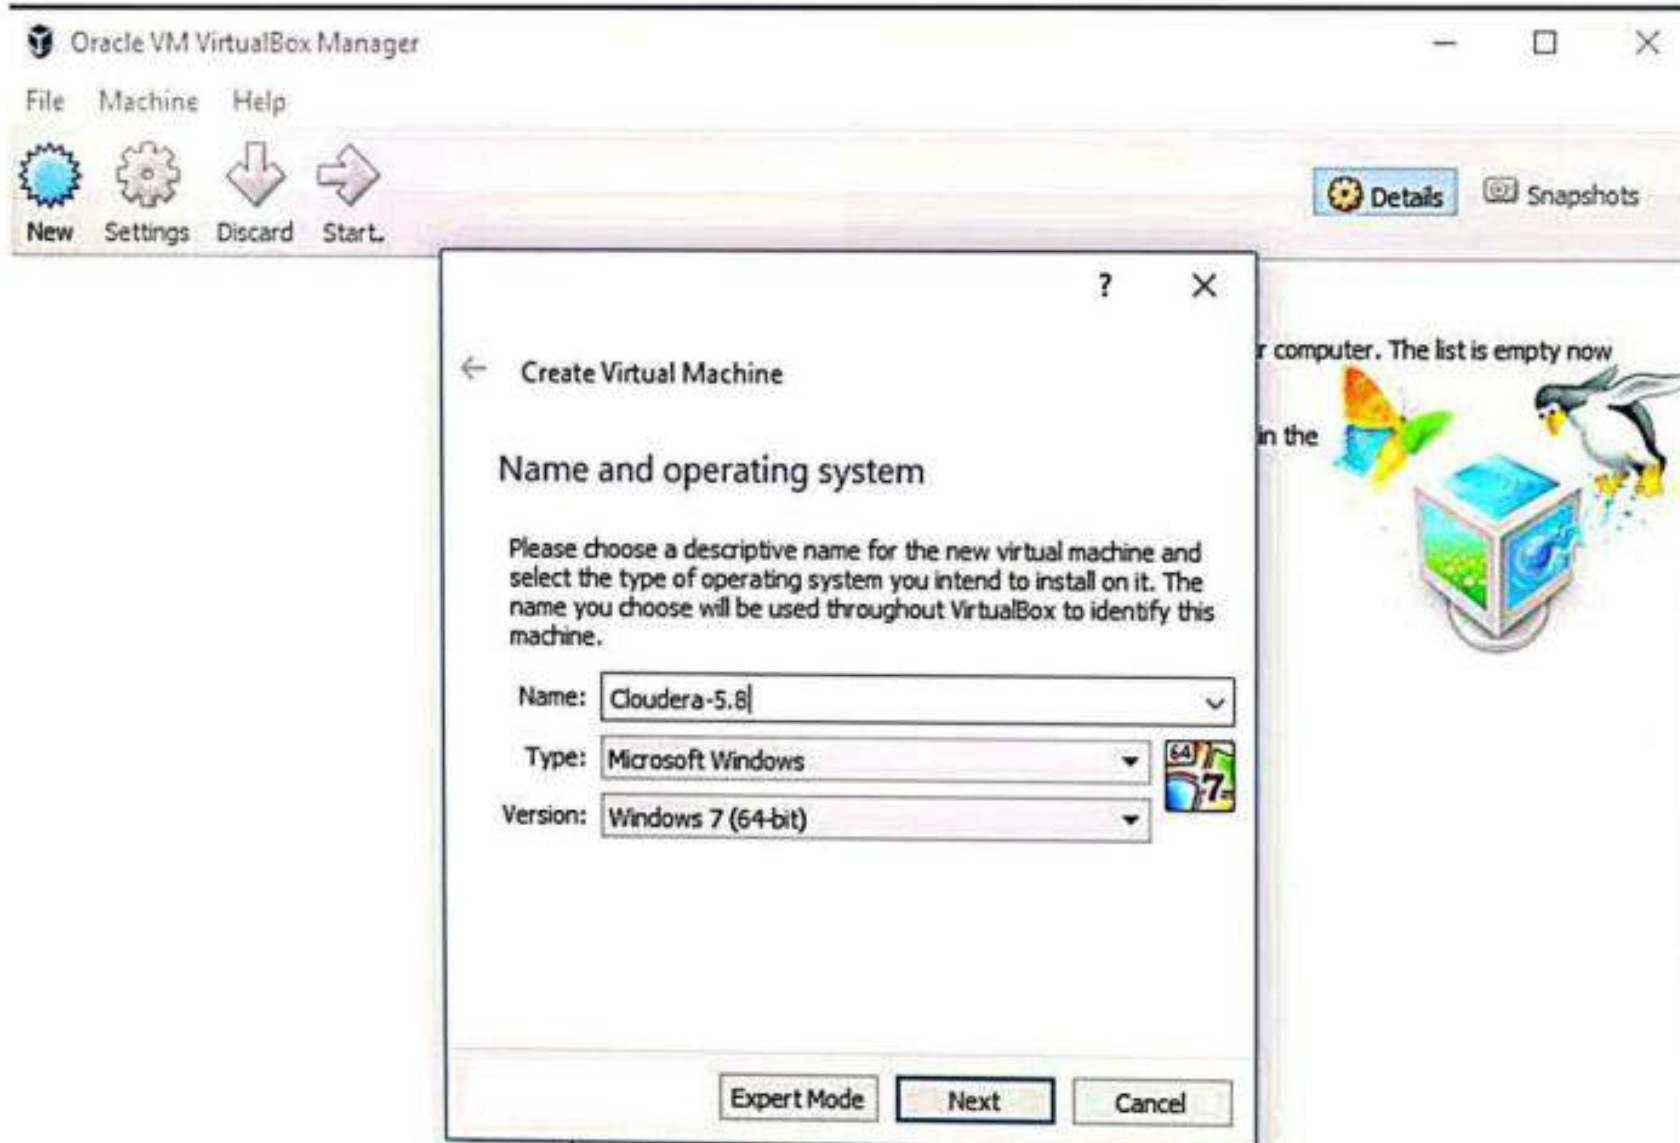 Oracle VM VirtualBox Manager
File Machine Help
New Settings Discard Start.
Details Snapshots
?
r computer. The list is empty now
in the
Create Virtual Machine
Name and operating system
Please choose a descriptive name for the new virtual machine and
select the type of operating system you intend to install on it. The
name you choose will be used throughout VirtualBox to identify this
machine.
Name: Cloudera-5.8
Type: Microsoft Windows
64
7
Version: Windows 7 (64-bit)
Expert Mode Next Cancel